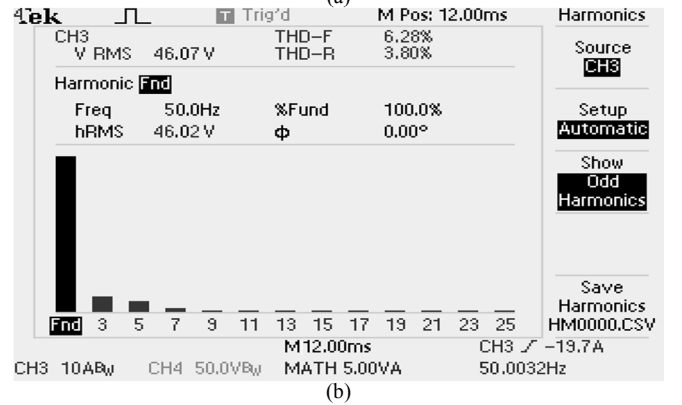 (a)
Tek Trig'd M Pos: 12.00ms Harmonics
CH3 THD-F 6.28%
V RMS 46.07 V THD-R 3.80%
Source
CH3
Harmonic Fnd
Freq 50.0Hz %Fund 100.0%
hRMS 46.02 V ϕ 0.00°
Setup
Automatic
Show
Odd
Harmonics
Save
Harmonics
HM0000.CSV
Fnd 3 5 7 9 11 13 15 17 19 21 23 25
M 12.00ms CH3 -19.7A
CH3 10ABw CH4 50.0VBw MATH 5.00VA 50.0032Hz
(b)